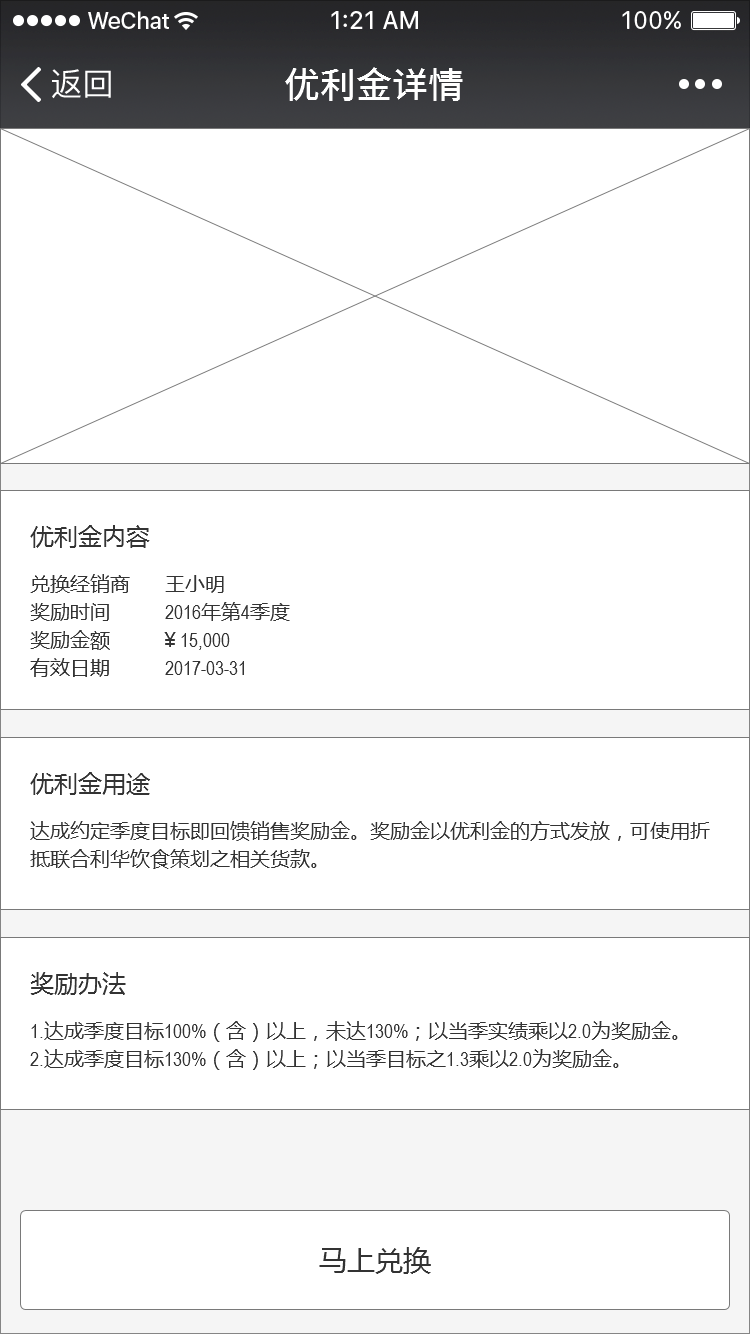 WeChat 1:21 AM 100%
返回 优利金详情
优利金内容
兑换经销商 王小明
奖励时间 2016年第4季度
奖励金额 ¥ 15,000
有效日期 2017-03-31
优利金用途
达成约定季度目标即回馈销售奖励金。奖励金以优利金的方式发放，可使用折
抵联合利华饮食策划之相关货款。
奖励办法
1.达成季度目标100%（含）以上，未达130%；以当季实绩乘以2.0为奖励金。
2.达成季度目标130%（含）以上；以当季目标之1.3乘以2.0为奖励金。
马上兑换